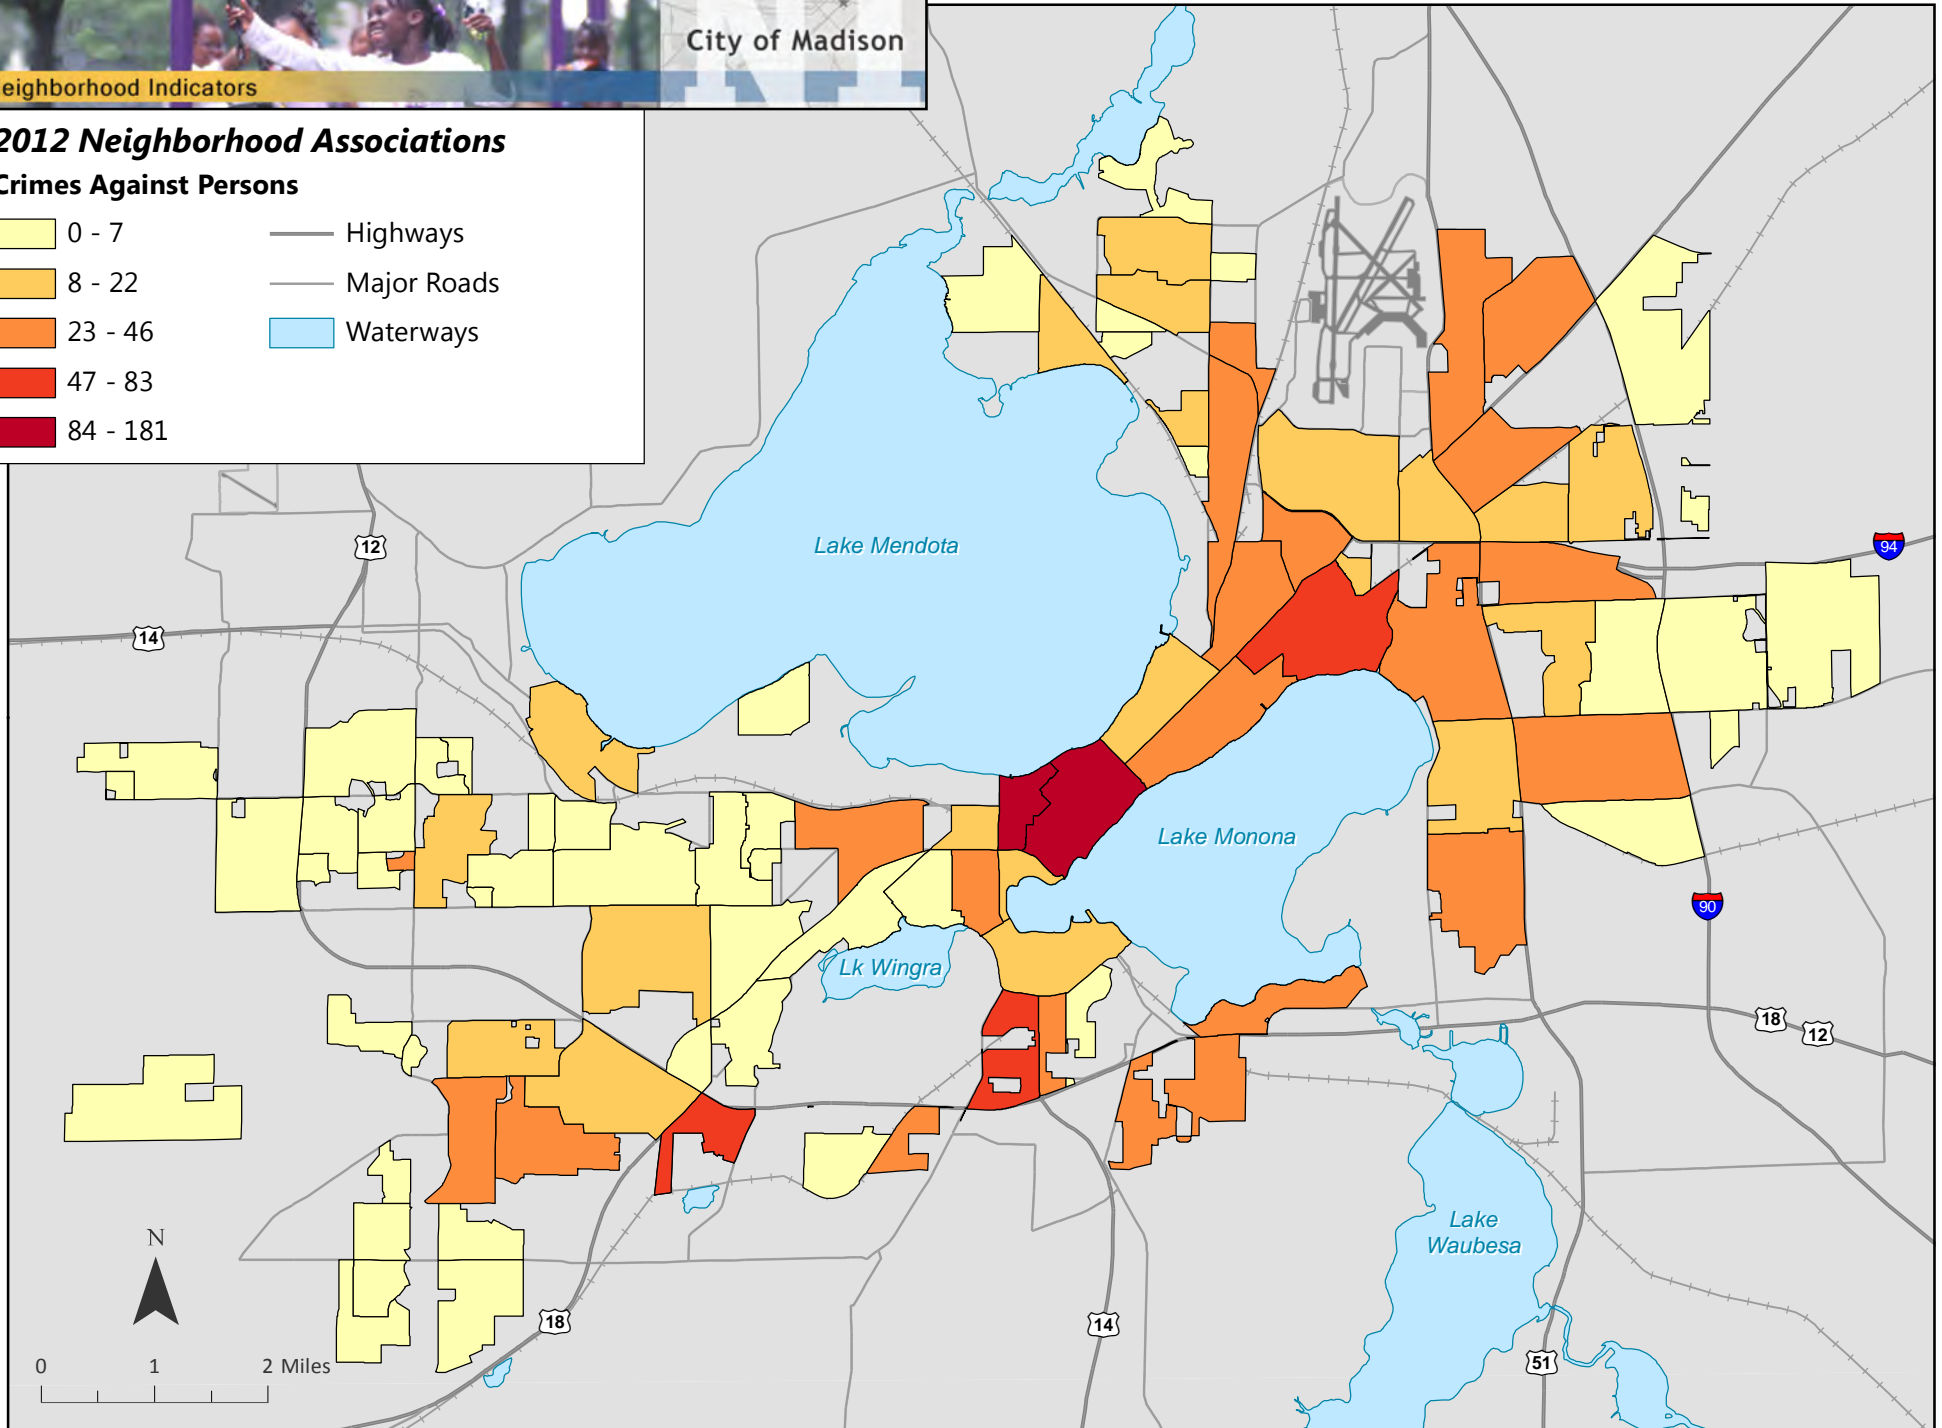 City of Madison
eighborhood Indicators
2012 Neighborhood Associations
Crimes Against Persons
0 - 7
Highways
8 - 22
Major Roads
23 - 46
Waterways
47 - 83
84 - 181
12
Lake Mendota
94
14
Lake Monona
90
Lk Wingra
18
12
Lake
Waubesa
N
18
14
51
0 1 2 Miles